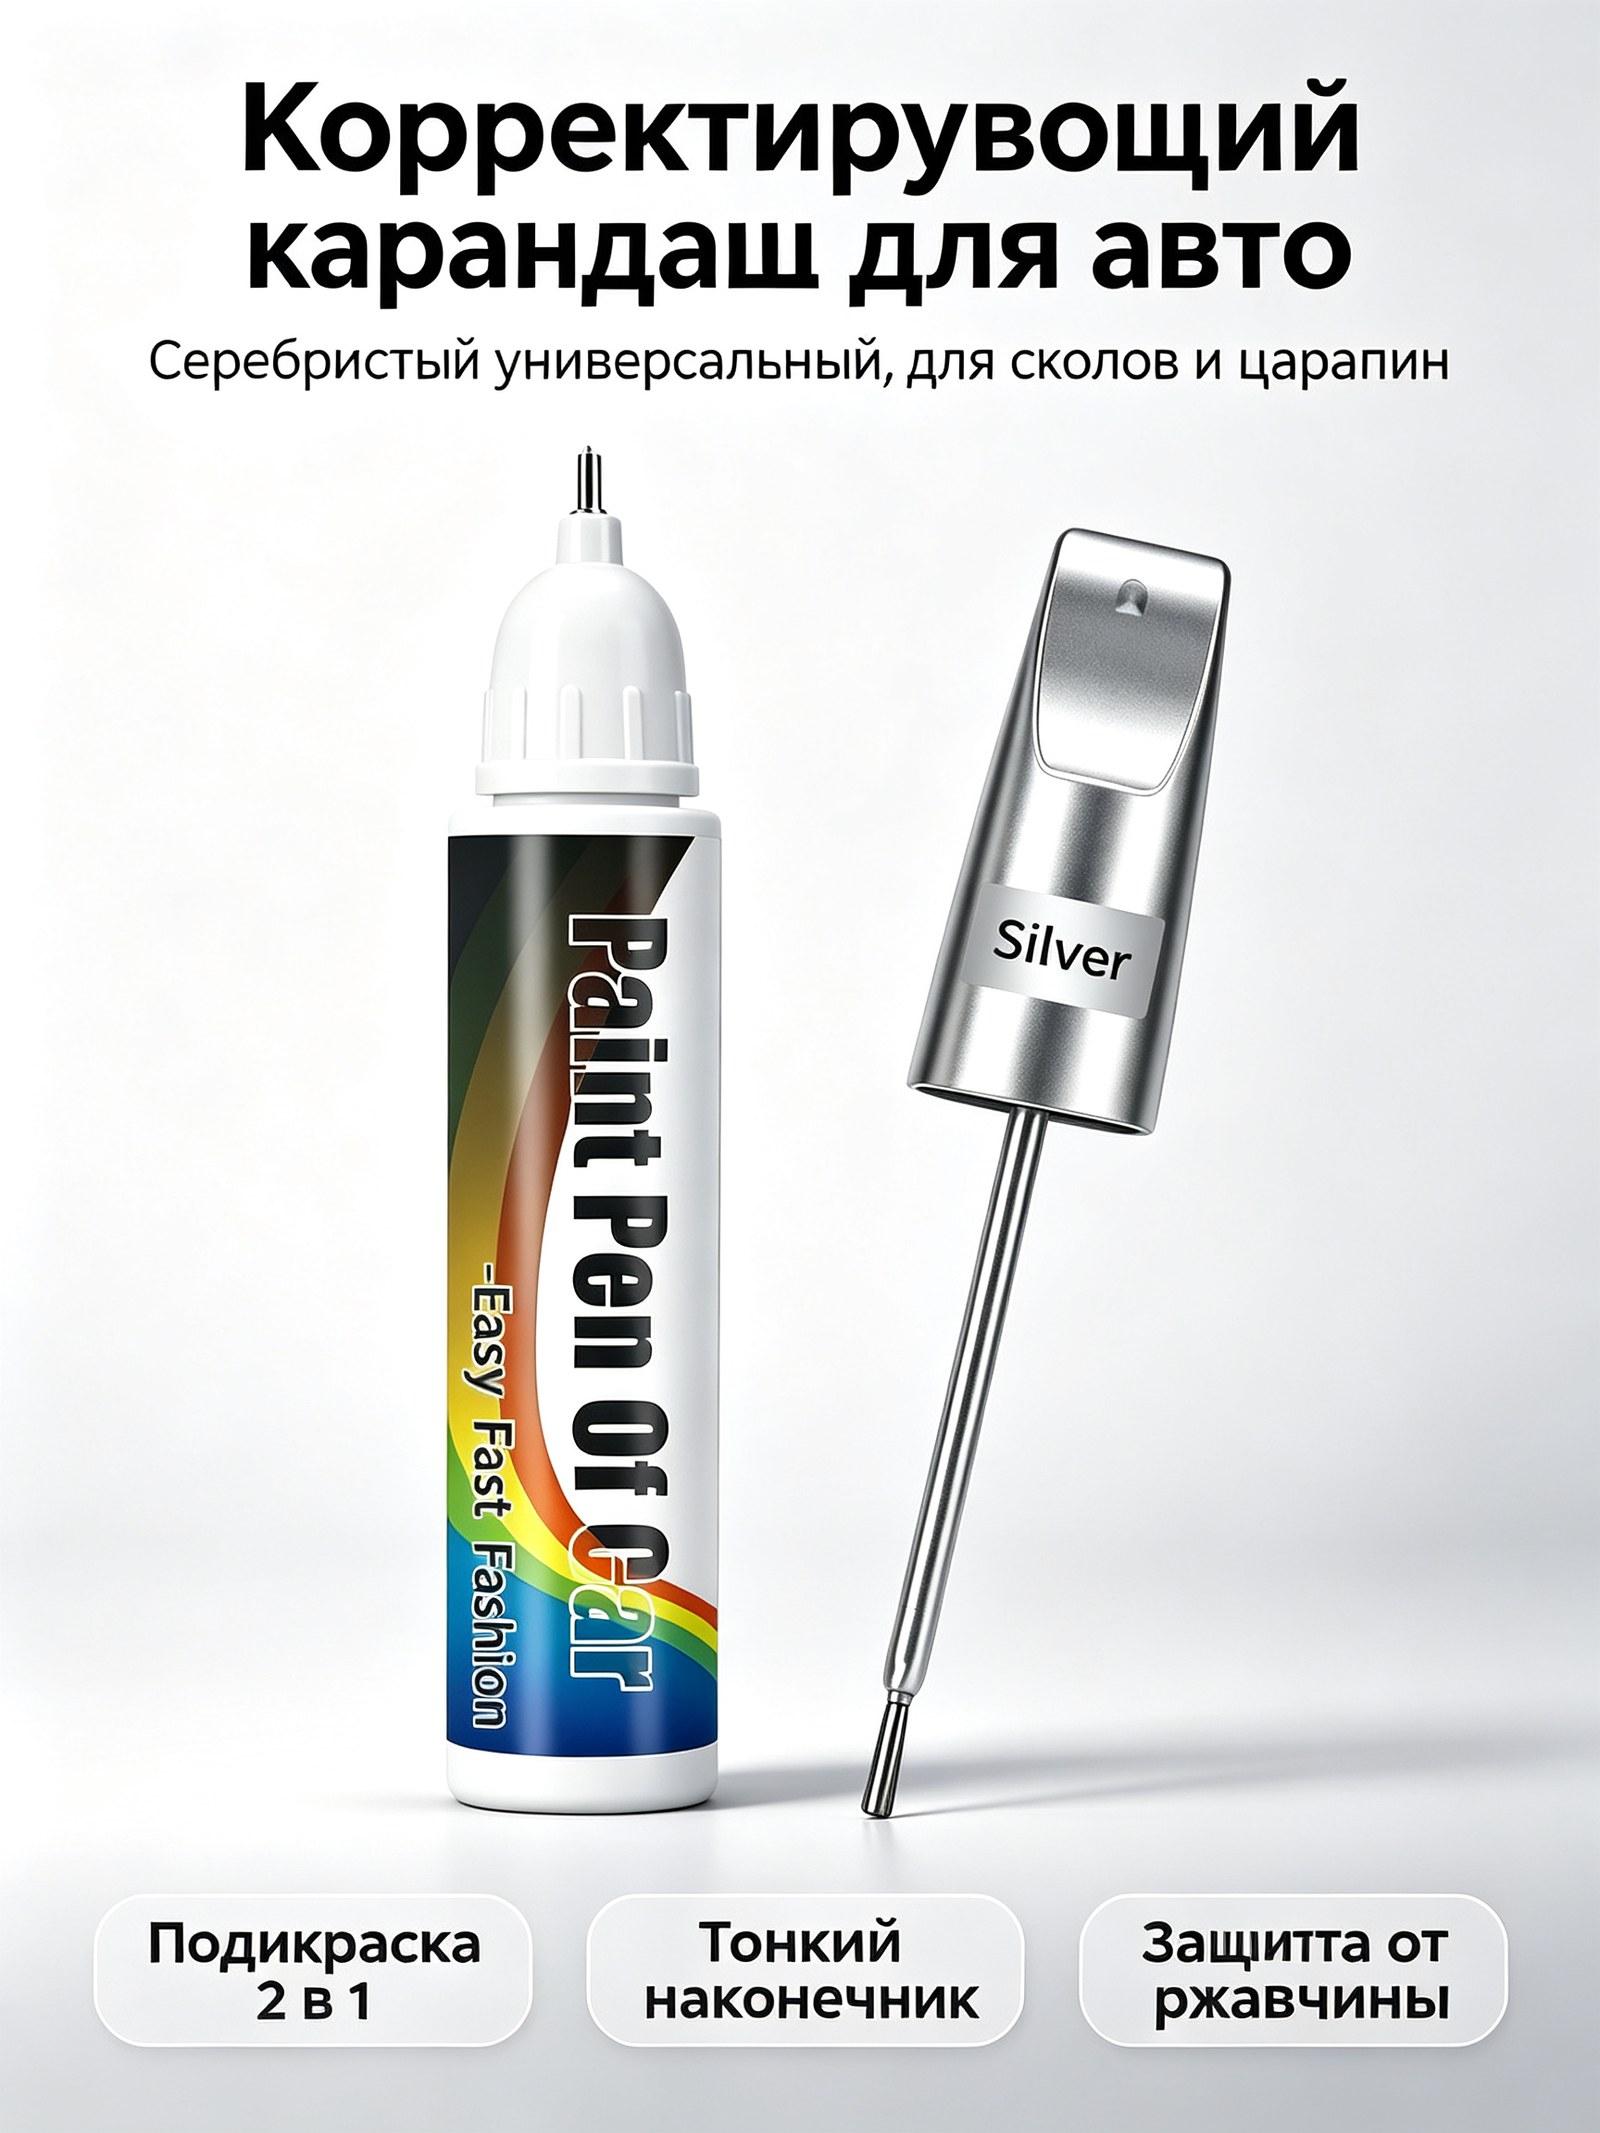 Корректирувощий
карандаш для авто
Серебристый универсальный, для сколов и царапин
Silver
Paint Pen Of Car
-Easy Fast Fashion
Подикраска
2 в 1
Тонкий
наконечник
Защитта от
ржавчины